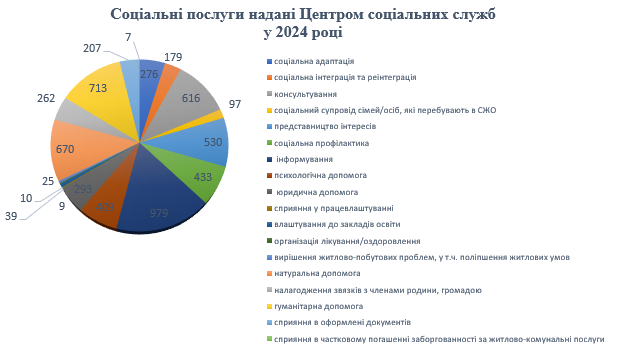 Соціальні послуги надані Центром соціальних служб
у 2024 році
7
207
276
179
713
616
97
262
530
670
433
25
10
293
39
9
979
соціальна адаптація
соціальна інтеграція та реінтеграція
консультування
соціальний супровід сімей/осіб, які перебувають в СЖО
представництво інтересів
соціальна профілактика
інформування
психологічна допомога
юридична допомога
сприяння у працевлаштуванні
влаштування до закладів освіти
організація лікування/оздоровлення
вирішення житлово-побутових проблем, у т.ч. поліпшення житлових умов
натуральна допомога
налагодження звязків з членами родини, громадою
гуманітарна допомога
сприяння в оформлені документів
сприяння в частковому погашенні заборгованності за житлово-комунальні послуги